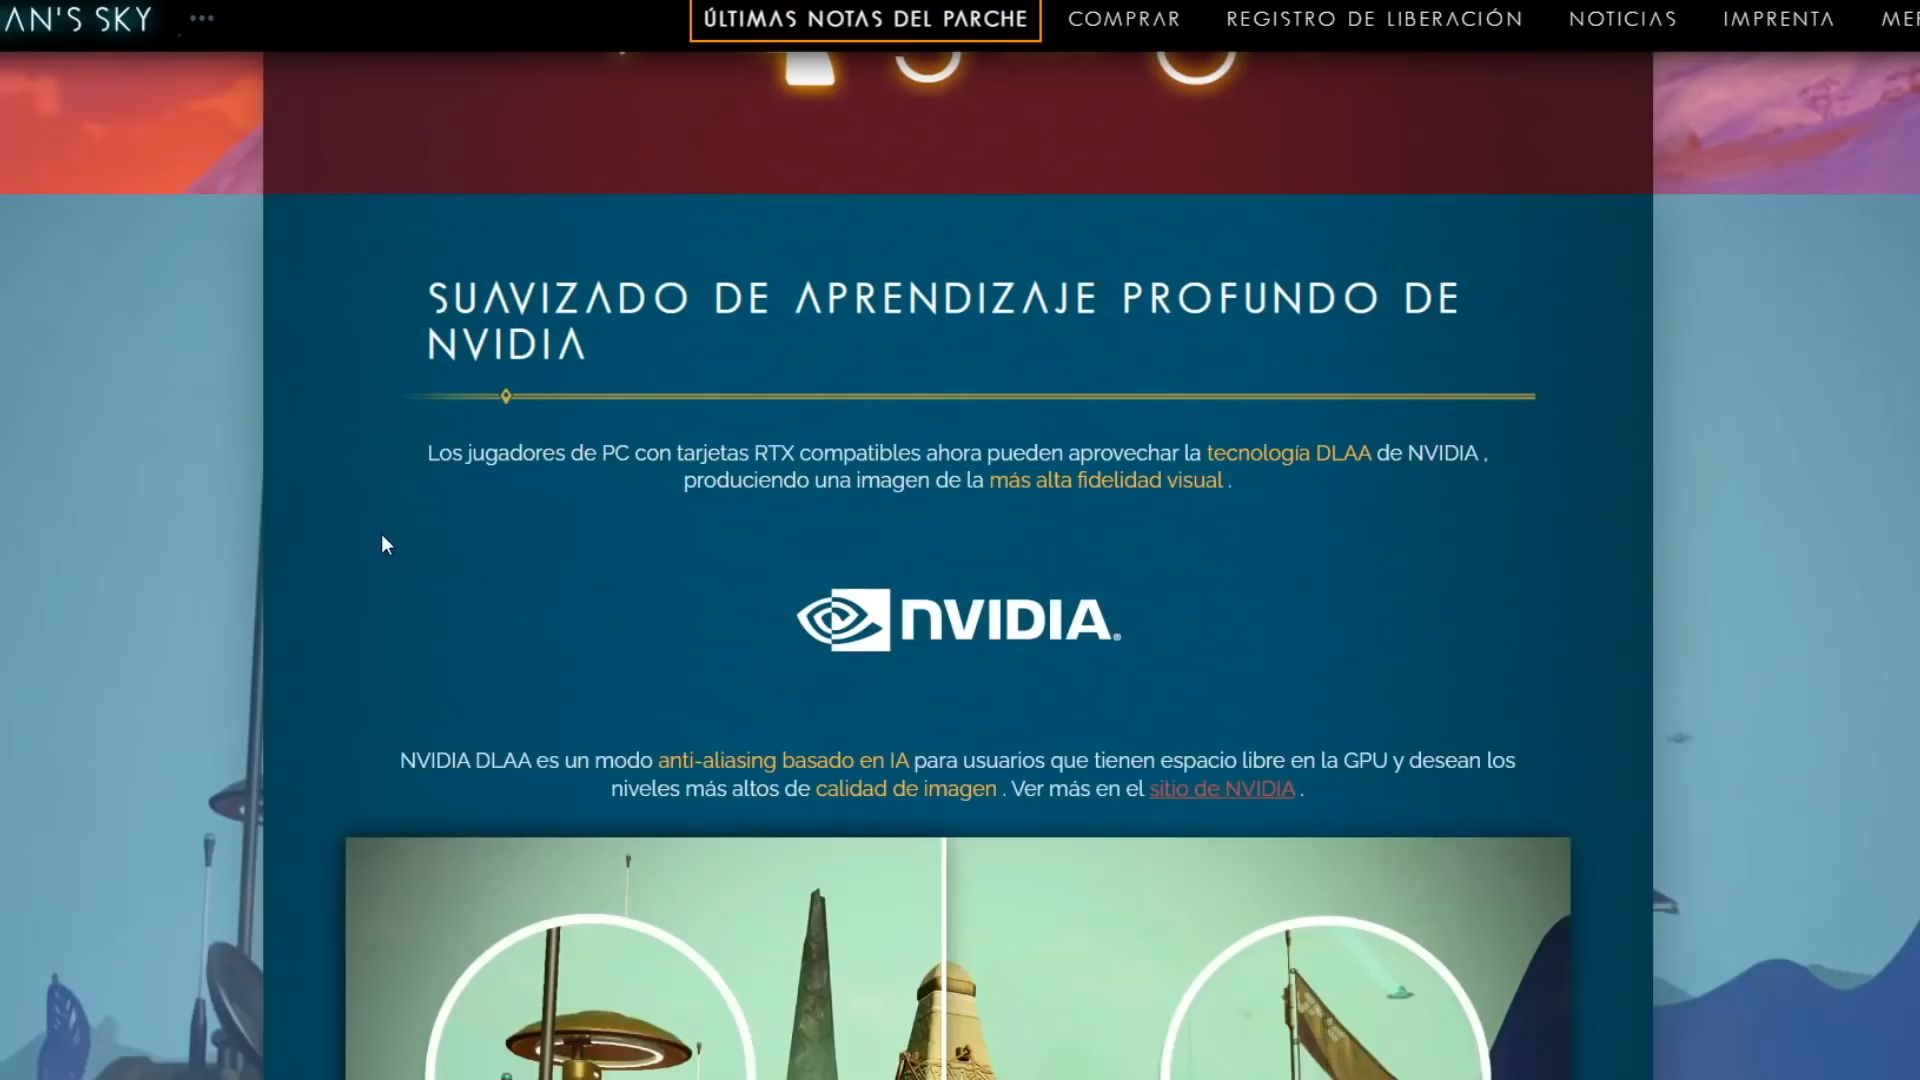 AN'S SKY
ÚLTIMAS NOTAS DEL PARCHE
COMPRAR
REGISTRO DE LIBERACIÓN
NOTICIAS
IMPRENTA
MER
SUAVIZADO DE APRENDIZAJE PROFUNDO DE
NVIDIA
Los jugadores de PC con tarjetas RTX compatibles ahora pueden aprovechar la tecnología DLAA de NVIDIA ,
produciendo una imagen de la más alta fidelidad visual .
NVIDIA
NVIDIA DLAA es un modo anti-aliasing basado en IA para usuarios que tienen espacio libre en la GPU y desean los
niveles más altos de calidad de imagen . Ver más en el sitio de NVIDIA .